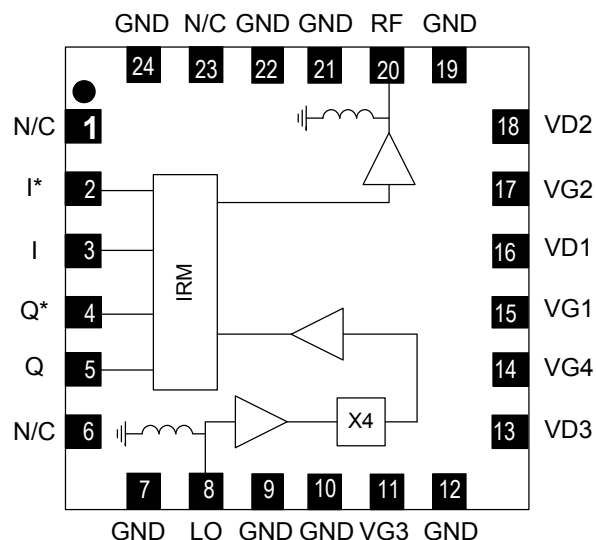 GND N/C GND GND RF GND
24 23 22 21 20 19
N/C 1 18 VD2
I* 2 17 VG2
I 3 16 VD1
IRM
Q* 4 15 VG1
Q 5 14 VG4
N/C 6 X4 13 VD3
7 8 9 10 11 12
GND LO GND GND VG3 GND